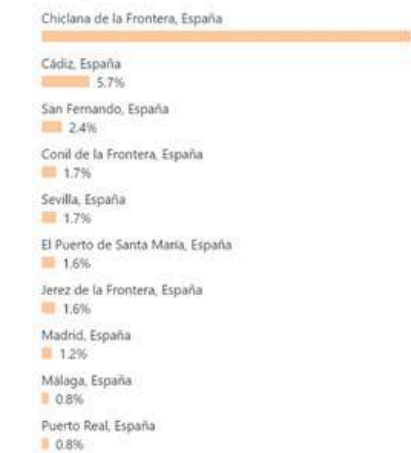 Chiclana de la Frontera, España
Cádiz, España
5.7%
San Fernando, España
2.4%
Conil de la Frontera, España
1.7%
Sevilla, España
1.7%
El Puerto de Santa María, España
1.6%
Jerez de la Frontera, España
1.6%
Madrid, España
1.2%
Málaga, España
0.8%
Puerto Real, España
0.8%